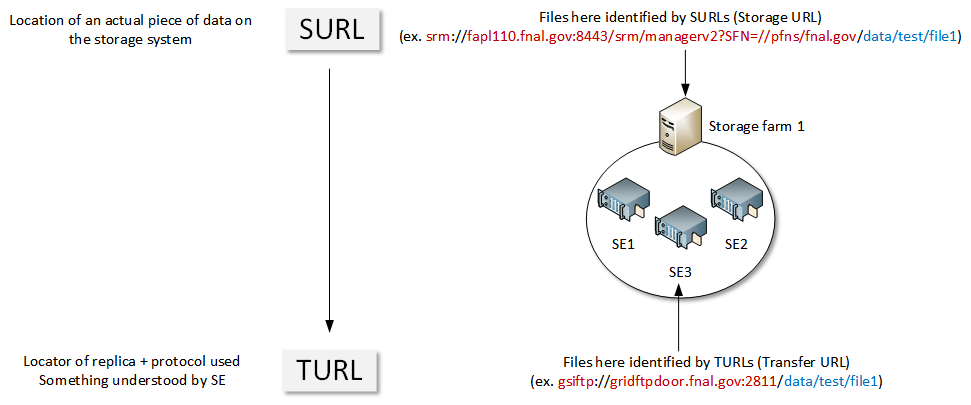 Location of an actual piece of data on
the storage system
SURL
Files here identified by SURLs (Storage URL)
(ex. srm://fapl110.fnal.gov:8443/srm/managerv2?SFN=//pfns/fnal.gov/data/test/file1)
Storage farm 1
SE1
SE2
SE3
Locator of replica + protocol used
Something understood by SE
TURL
Files here identified by TURLs (Transfer URL)
(ex. gsiftp://gridftpdoor.fnal.gov:2811/data/test/file1)